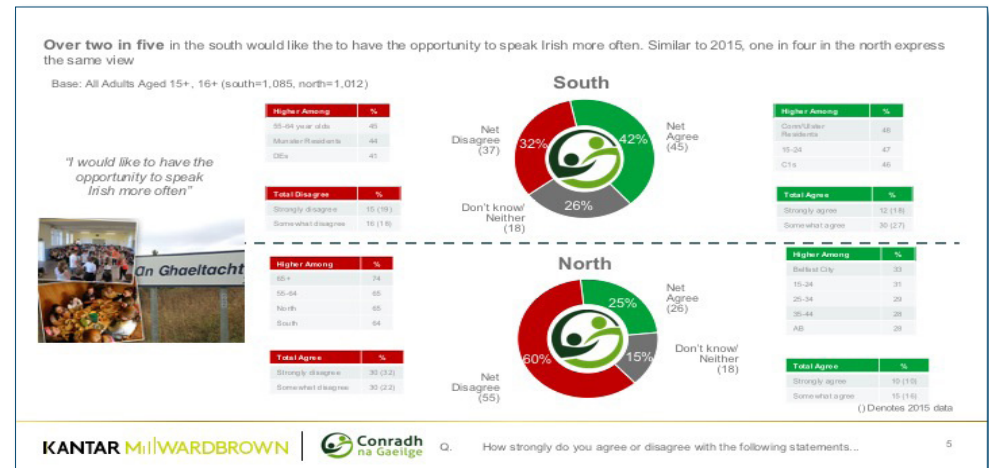 Over two in five in the south would like the to have the opportunity to speak Irish more often. Similar to 2015, one in four in the north express
the same view
Base: All Adults Aged 15+, 16+ (south=1,085, north=1,012)
South
Higher Among %
55-64 year olds 45
Munster Residents 44
DEs 41
Net
Disagree
(37)
32%
42%
Net
Agree
(45)
Higher Among %
Conn/Ulster
Residents 48
15-24 47
C1s 46
"I would like to have the
opportunity to speak
Irish more often"
Total Disagree %
Strongly disagree 15 (19)
Somewhat disagree 16 (18)
Don't know/
Neither
(18)
26%
Total Agree %
Strongly agree 12 (18)
Somewhat agree 30 (27)
An Ghaeltacht
North
Higher Among %
65+ 74
55-64 65
North 65
South 64
25%
Net
Agree
(26)
Higher Among %
Belfast City 33
15-24 31
25-34 29
35-44 28
AB 28
Total Agree %
Strongly disagree 30 (32)
Somewhat disagree 30 (22)
60%
Net
Disagree
(55)
15%
Don't know/
Neither
(18)
Total Agree %
Strongly agree 10 (10)
Somewhat agree 15 (16)
() Denotes 2015 data
KANTAR MillWARDBROWN
Conradh
na Gaeilge
Q. How strongly do you agree or disagree with the following statements...
5